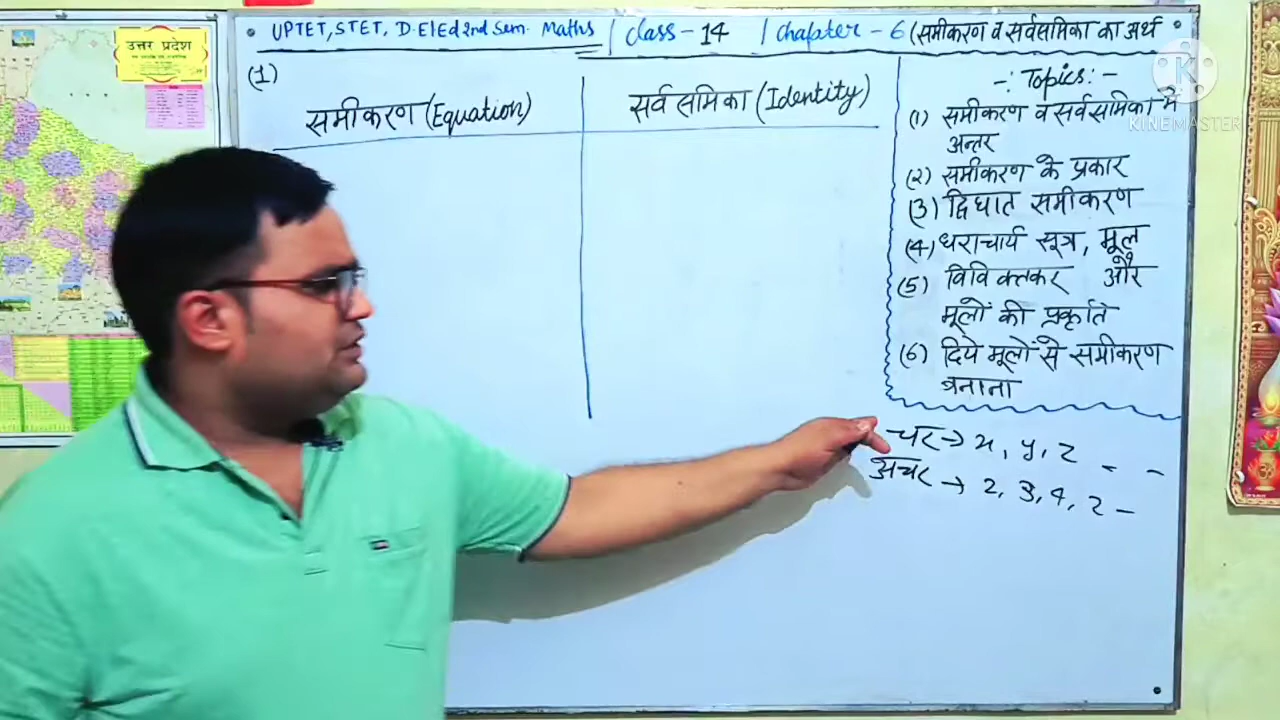 उत्तर प्रदेश
UPTET, STET, D.El.Ed 2nd Sem. Maths | Class - 14 | Chapater - 6 (समीकरण व सर्वसमिका का अर्थ
(1)
समीकरण (Equation)
सर्वसमिका (Identity)
-: Topics: -
(1) समीकरण व सर्वसमिका में
अन्तर
(2) समीकरण के प्रकार
(3) द्विघात समीकरण
(4) धराचार्य सूत्र, मूल
(5) विविक्तकर और
मूलों की प्रकृति
(6) दिये मूलों से समीकरण
बनाना
चर → x, y, z - -
अचर → 2, 3, 4, 2 -
KINEMASTER